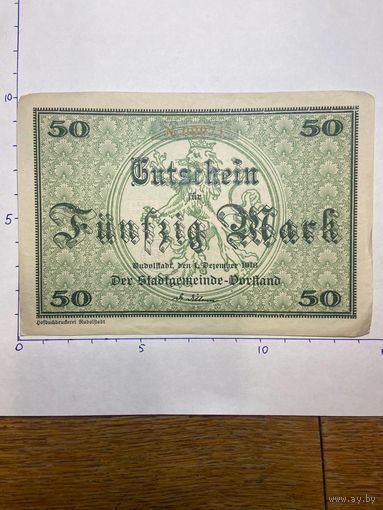 10
5
0
5
10
50
50
Gutschein
für
Fünfzig Mark
Rudolstadt, den 1. Dezember 1918
Der Stadtgemeinde-Vorstand
50
50
Hofbuchdruckerei Rudolstadt
www.ay.by